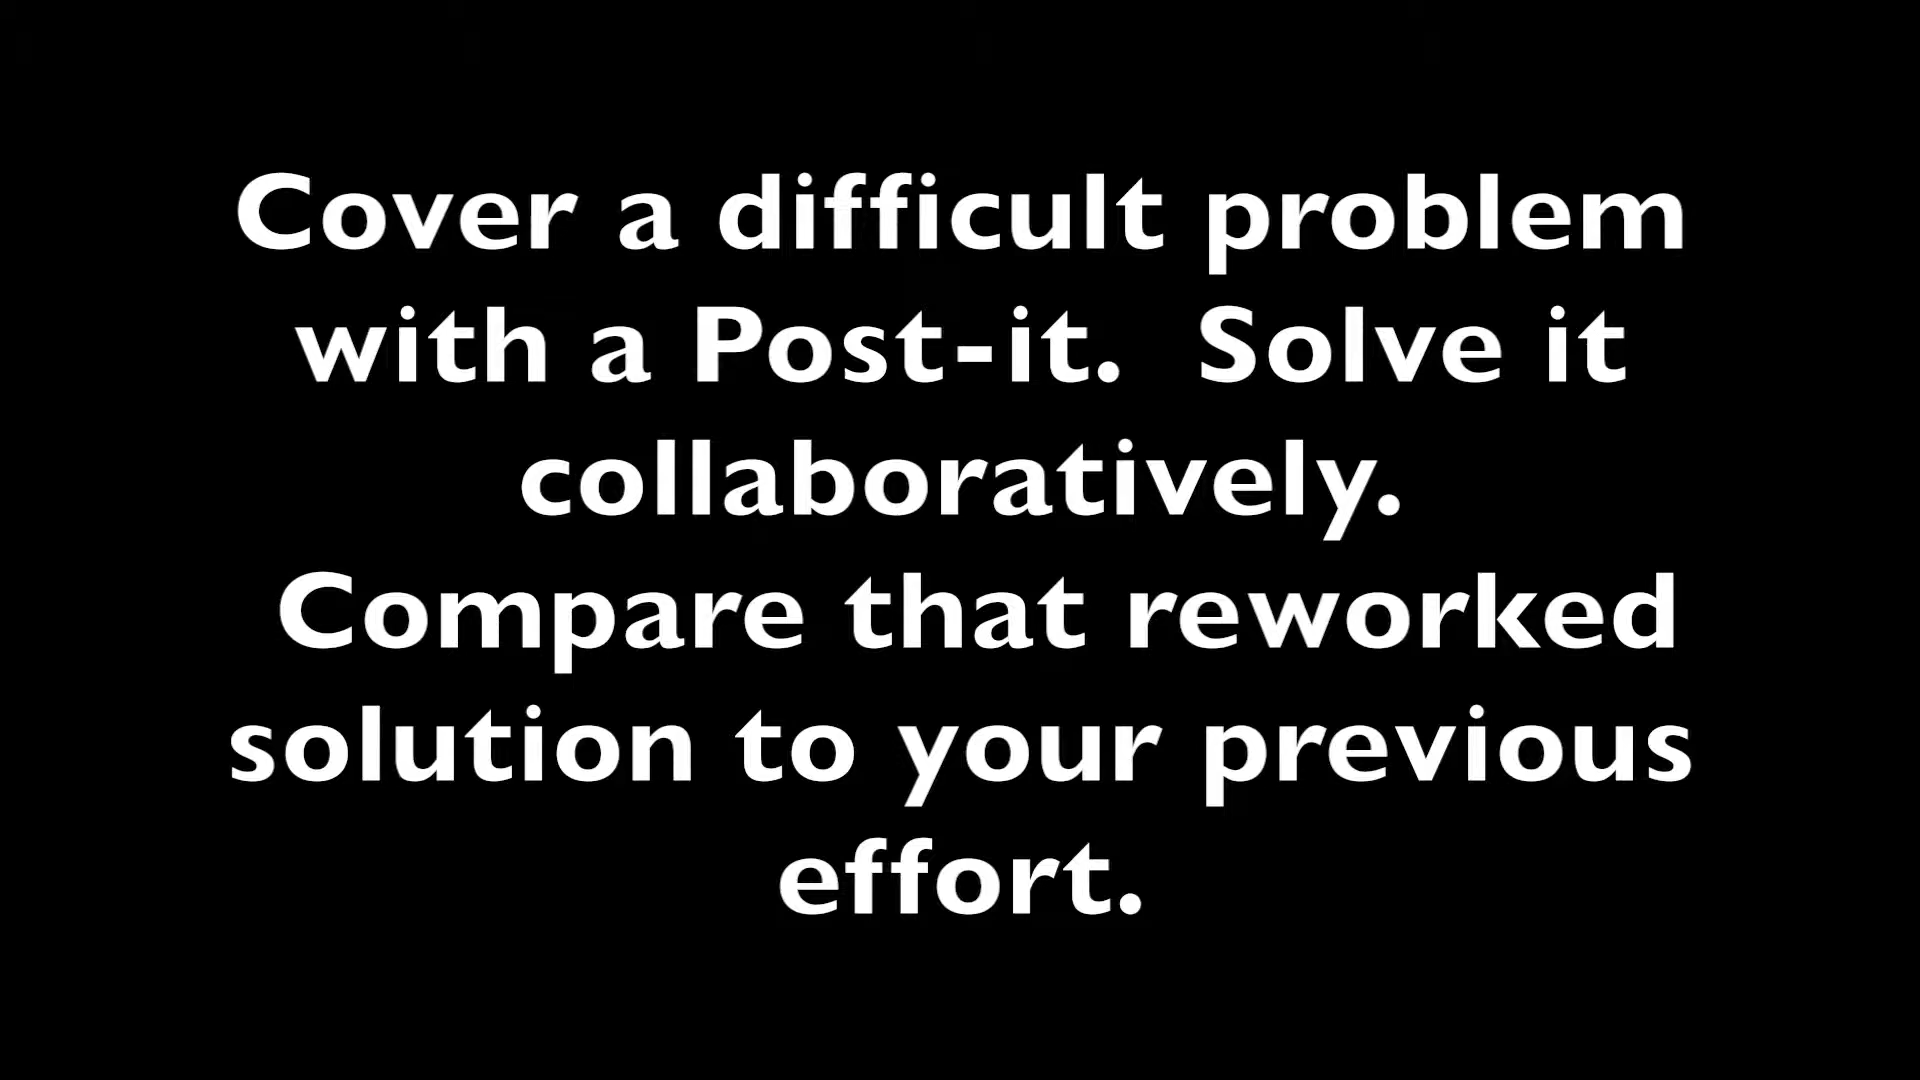 Cover a difficult problem
with a Post-it.  Solve it
collaboratively.
Compare that reworked
solution to your previous
effort.